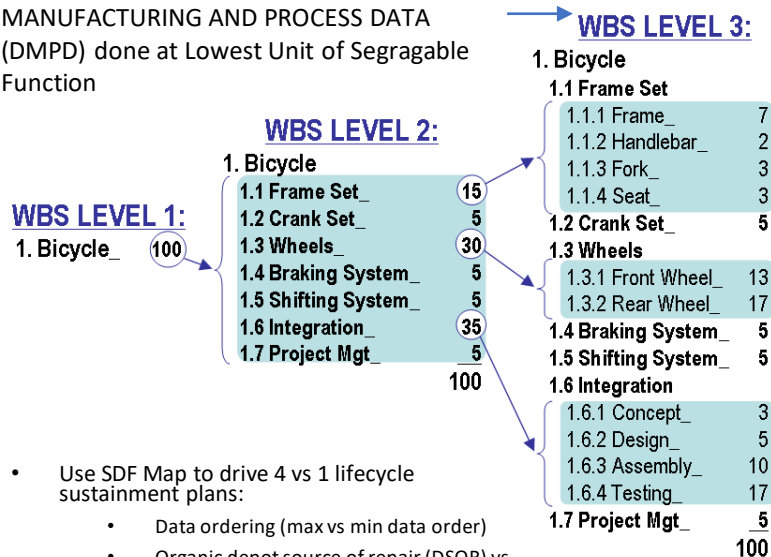 MANUFACTURING AND PROCESS DATA
(DMPD) done at Lowest Unit of Segragable
Function
WBS LEVEL 1:
1. Bicycle_ 100
WBS LEVEL 2:
1. Bicycle
1.1 Frame Set_ 15
1.2 Crank Set_ 5
1.3 Wheels_ 30
1.4 Braking System_ 5
1.5 Shifting System_ 5
1.6 Integration_ 35
1.7 Project Mgt_ 5
100
WBS LEVEL 3:
1. Bicycle
1.1 Frame Set
1.1.1 Frame_ 7
1.1.2 Handlebar_ 2
1.1.3 Fork_ 3
1.1.4 Seat_ 3
1.2 Crank Set_ 5
1.3 Wheels
1.3.1 Front Wheel_ 13
1.3.2 Rear Wheel_ 17
1.4 Braking System_ 5
1.5 Shifting System_ 5
1.6 Integration
1.6.1 Concept_ 3
1.6.2 Design_ 5
1.6.3 Assembly_ 10
1.6.4 Testing_ 17
1.7 Project Mgt_ 5
100
• Use SDF Map to drive 4 vs 1 lifecycle
sustainment plans:
• Data ordering (max vs min data order)
• Organic depot source of repair (DSOR) vs